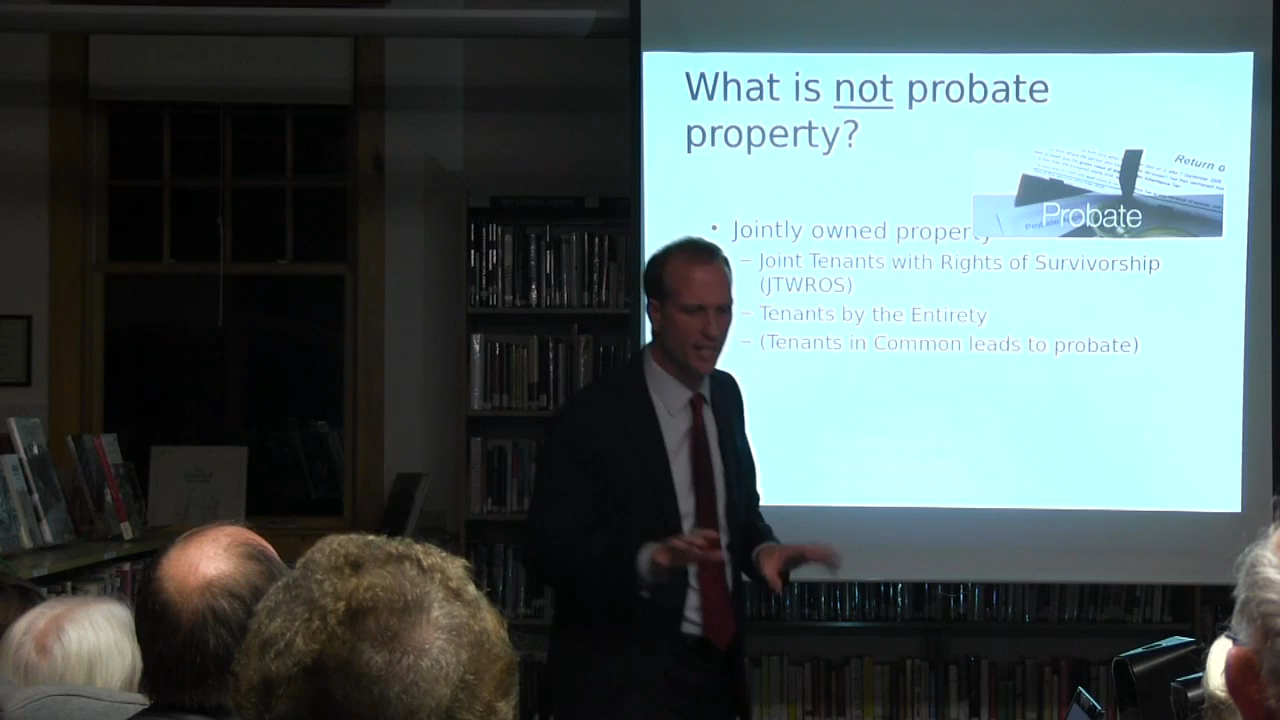 What is not probate
property?
Return o
Probate
• Jointly owned property
– Joint Tenants with Rights of Survivorship
(JTWROS)
– Tenants by the Entirety
– (Tenants in Common leads to probate)